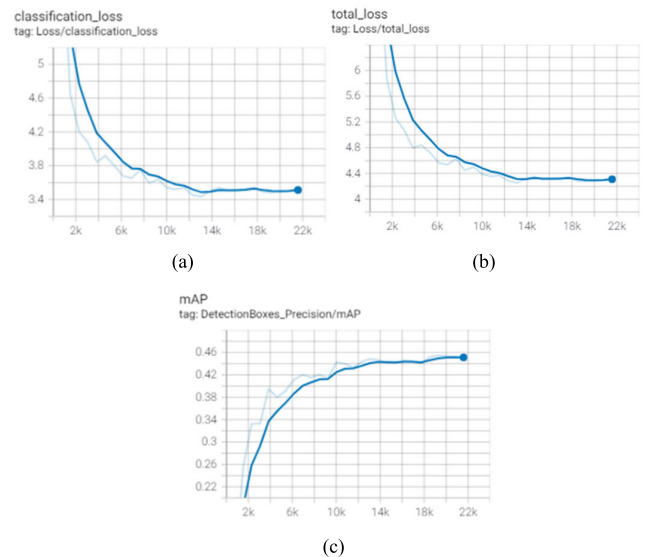 classification_loss
tag: Loss/classification_loss
5
4.6
4.2
3.8
3.4
2k 6k 10k 14k 18k 22k
(a)
total_loss
tag: Loss/total_loss
6
5.6
5.2
4.8
4.4
4
2k 6k 10k 14k 18k 22k
(b)
mAP
tag: DetectionBoxes_Precision/mAP
0.46
0.42
0.38
0.34
0.3
0.26
0.22
2k 6k 10k 14k 18k 22k
(c)